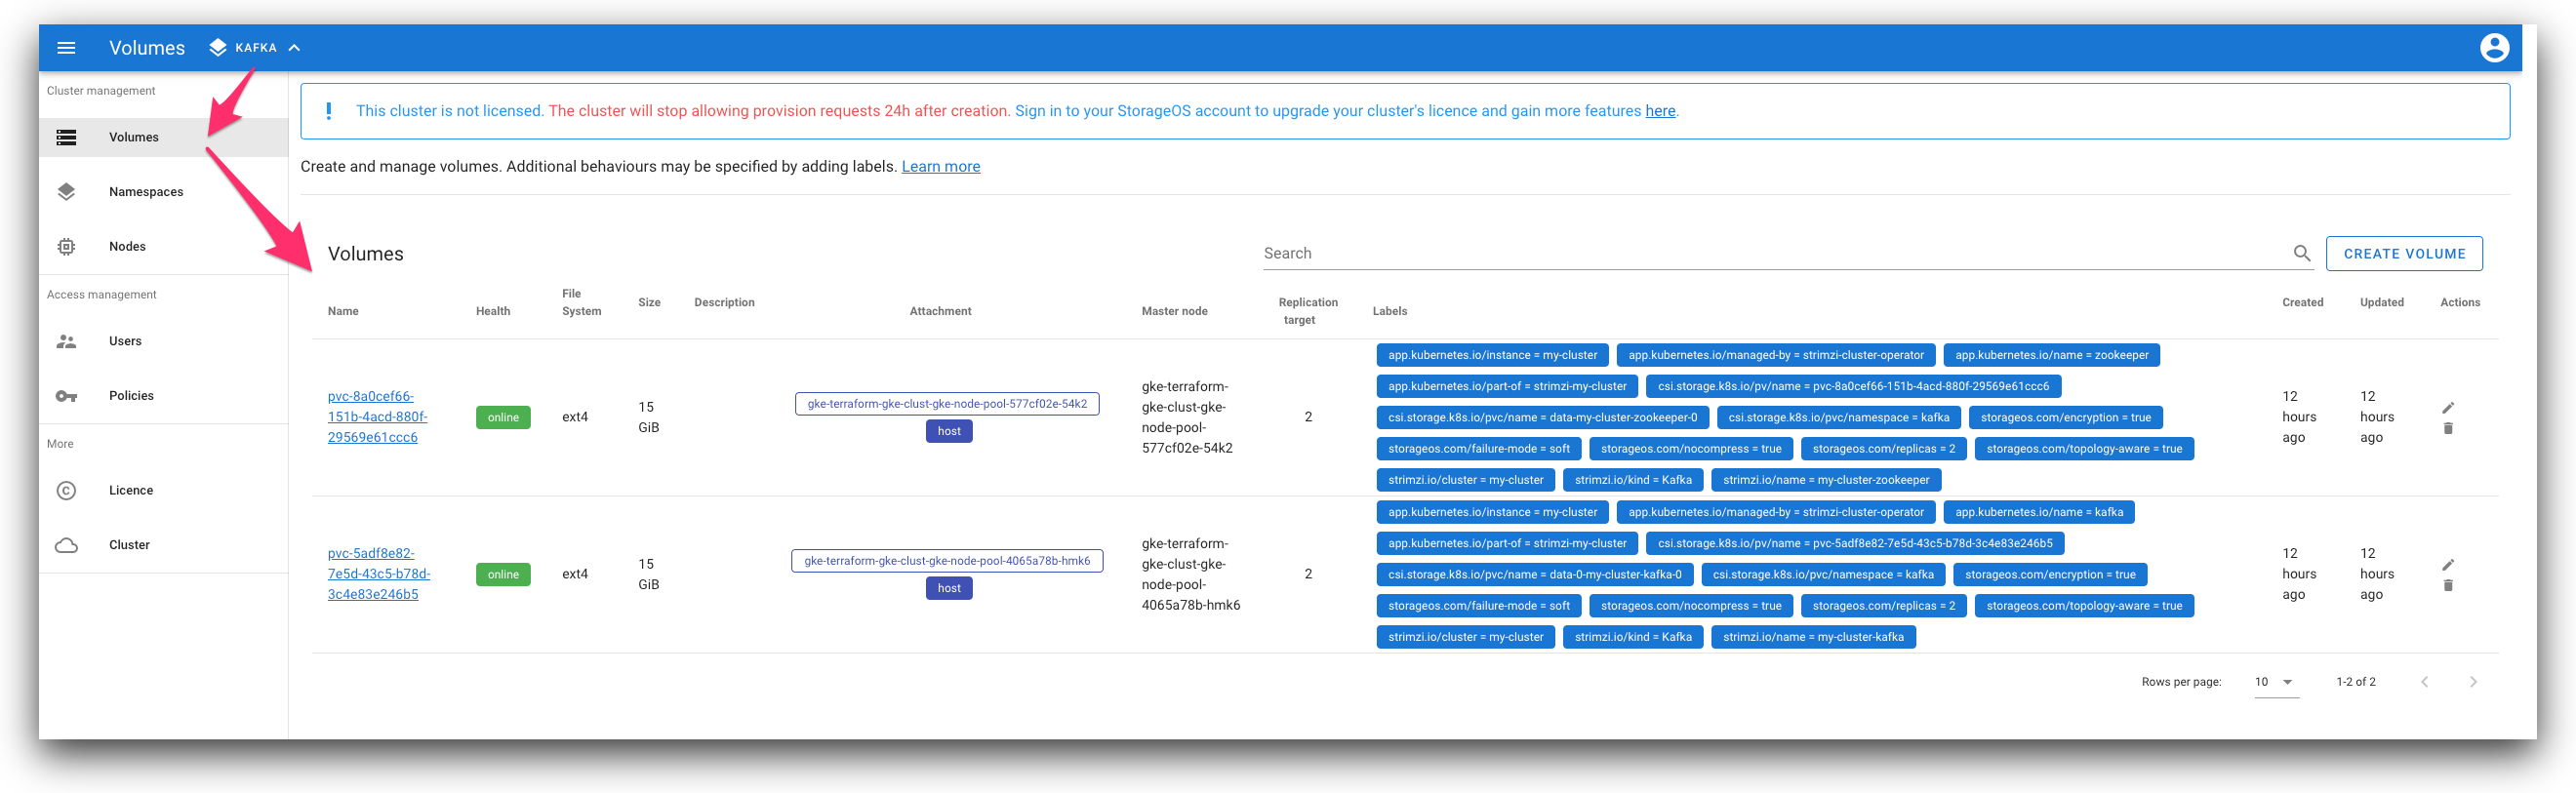 Volumes KAFKA
Cluster management
Volumes
Namespaces
Nodes
Access management
Users
Policies
More
Licence
Cluster
This cluster is not licensed. The cluster will stop allowing provision requests 24h after creation. Sign in to your StorageOS account to upgrade your cluster's licence and gain more features here.
Create and manage volumes. Additional behaviours may be specified by adding labels. Learn more
Volumes
Search
CREATE VOLUME
Name
Health
File
System
Size
Description
Attachment
Master node
Replication
target
Labels
Created
Updated
Actions
pvc-8a0cef66-
151b-4acd-880f-
29569e61ccc6
online
ext4
15
GiB
gke-terraform-gke-clust-gke-node-pool-577cf02e-54k2
host
gke-terraform-
gke-clust-gke-
node-pool-
577cf02e-54k2
2
app.kubernetes.io/instance = my-cluster app.kubernetes.io/managed-by = strimzi-cluster-operator app.kubernetes.io/name = zookeeper
app.kubernetes.io/part-of = strimzi-my-cluster csi.storage.k8s.io/pv/name = pvc-8a0cef66-151b-4acd-880f-29569e61ccc6
csi.storage.k8s.io/pvc/name = data-my-cluster-zookeeper-0 csi.storage.k8s.io/pvc/namespace = kafka storageos.com/encryption = true
storageos.com/failure-mode = soft storageos.com/nocompress = true storageos.com/replicas = 2 storageos.com/topology-aware = true
strimzi.io/cluster = my-cluster strimzi.io/kind = Kafka strimzi.io/name = my-cluster-zookeeper
12
hours
ago
12
hours
ago
pvc-5adf8e82-
7e5d-43c5-b78d-
3c4e83e246b5
online
ext4
15
GiB
gke-terraform-gke-clust-gke-node-pool-4065a78b-hmk6
host
gke-terraform-
gke-clust-gke-
node-pool-
4065a78b-hmk6
2
app.kubernetes.io/instance = my-cluster app.kubernetes.io/managed-by = strimzi-cluster-operator app.kubernetes.io/name = kafka
app.kubernetes.io/part-of = strimzi-my-cluster csi.storage.k8s.io/pv/name = pvc-5adf8e82-7e5d-43c5-b78d-3c4e83e246b5
csi.storage.k8s.io/pvc/name = data-0-my-cluster-kafka-0 csi.storage.k8s.io/pvc/namespace = kafka storageos.com/encryption = true
storageos.com/failure-mode = soft storageos.com/nocompress = true storageos.com/replicas = 2 storageos.com/topology-aware = true
strimzi.io/cluster = my-cluster strimzi.io/kind = Kafka strimzi.io/name = my-cluster-kafka
12
hours
ago
12
hours
ago
Rows per page: 10 1-2 of 2